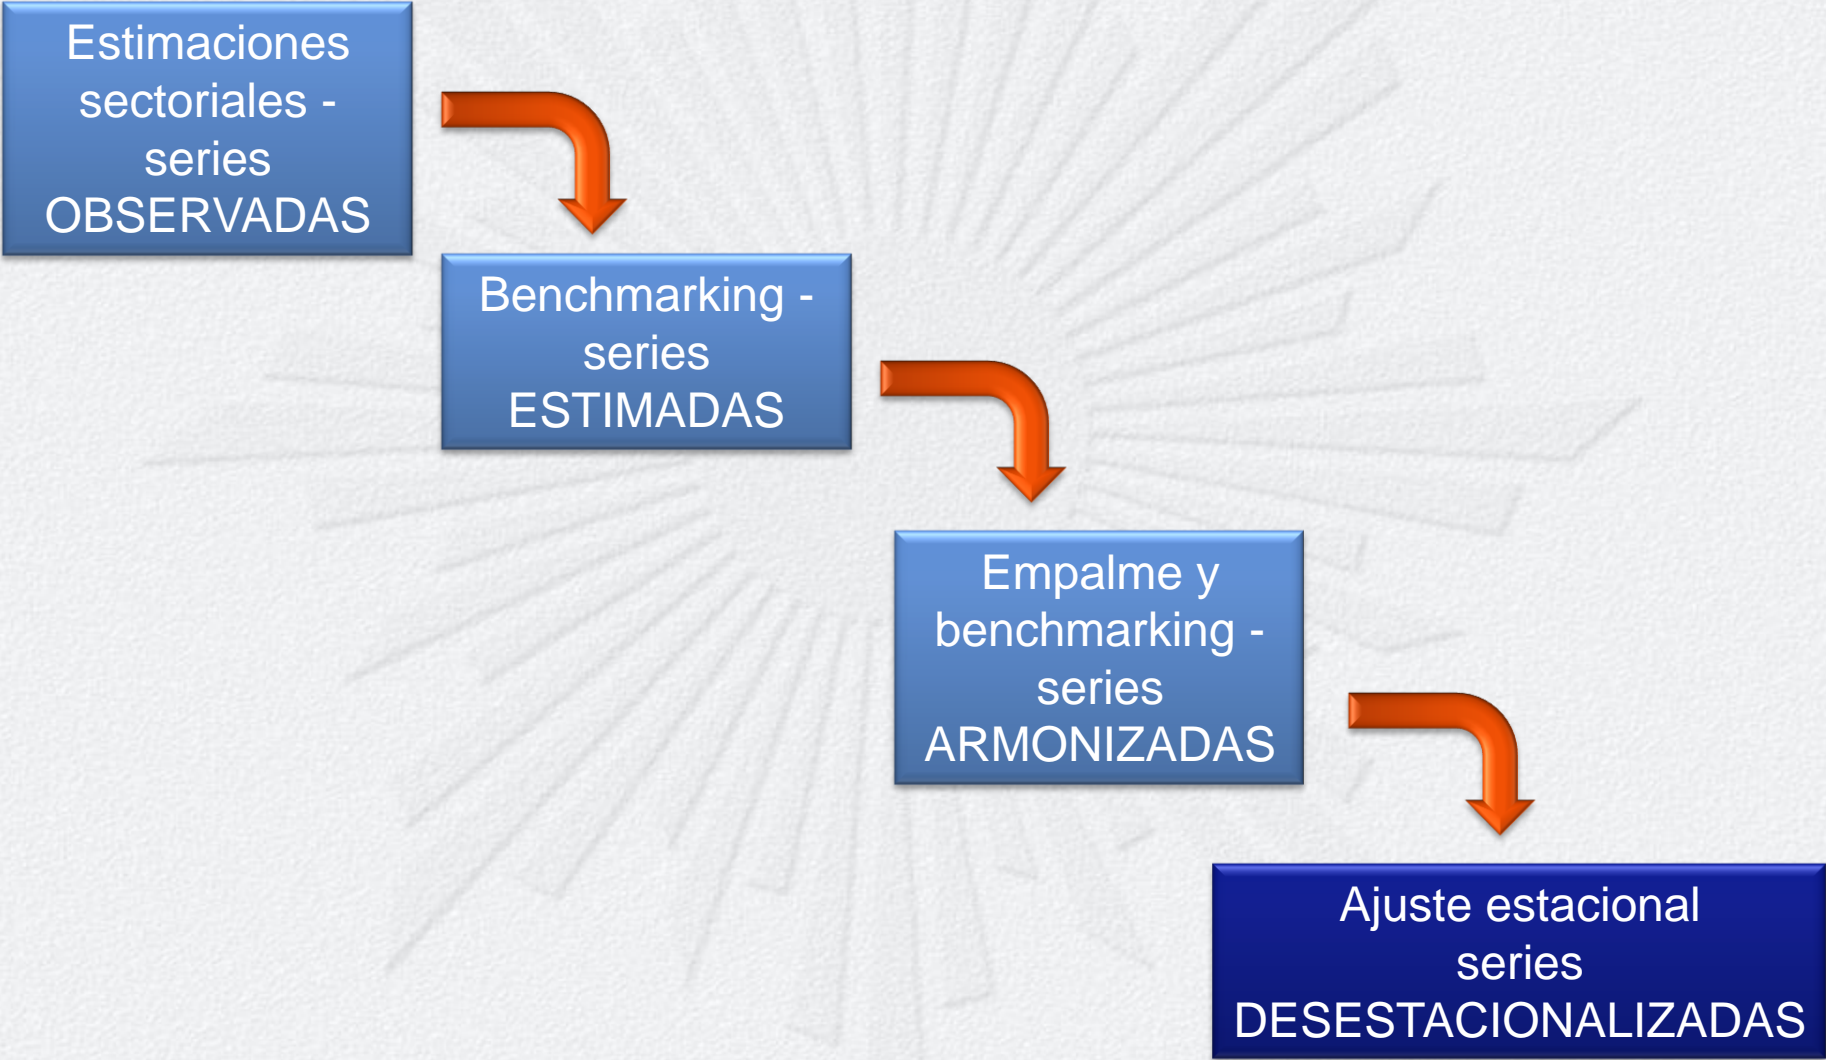 Estimaciones
sectoriales -
series
OBSERVADAS
Benchmarking -
series
ESTIMADAS
Empalme y
benchmarking -
series
ARMONIZADAS
Ajuste estacional
series
DESESTACIONALIZADAS